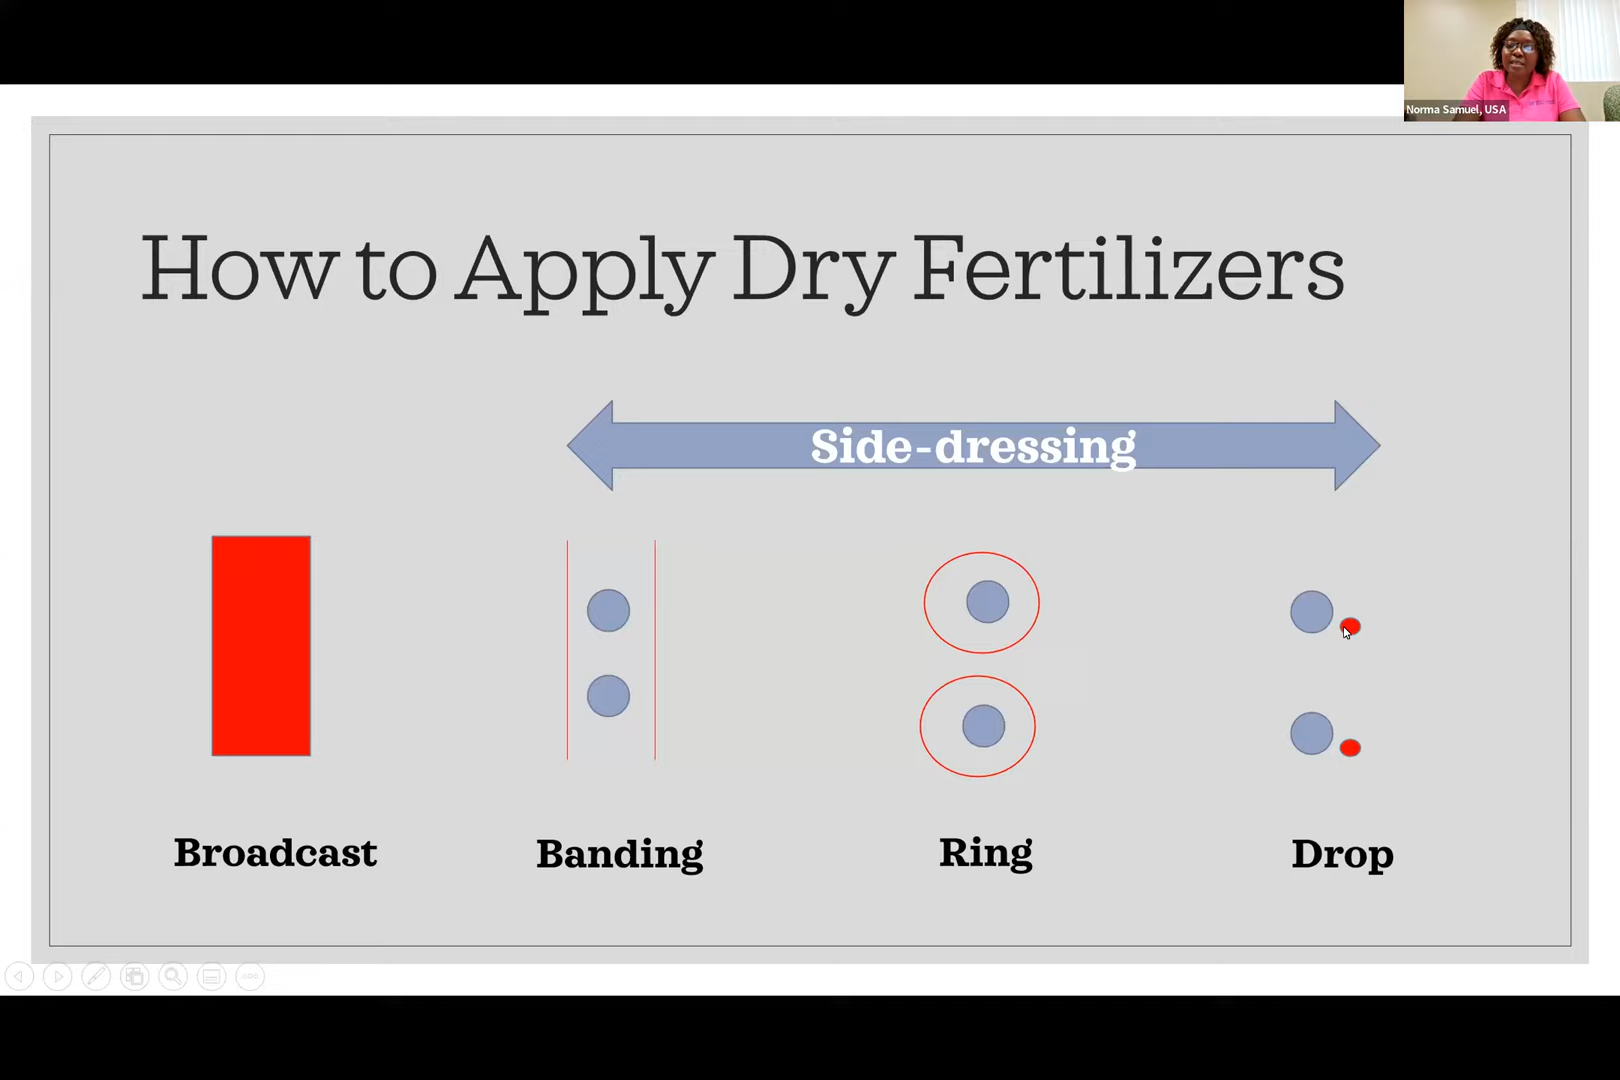 Norma Samuel, USA
How to Apply Dry Fertilizers
Side-dressing
Broadcast
Banding
Ring
Drop